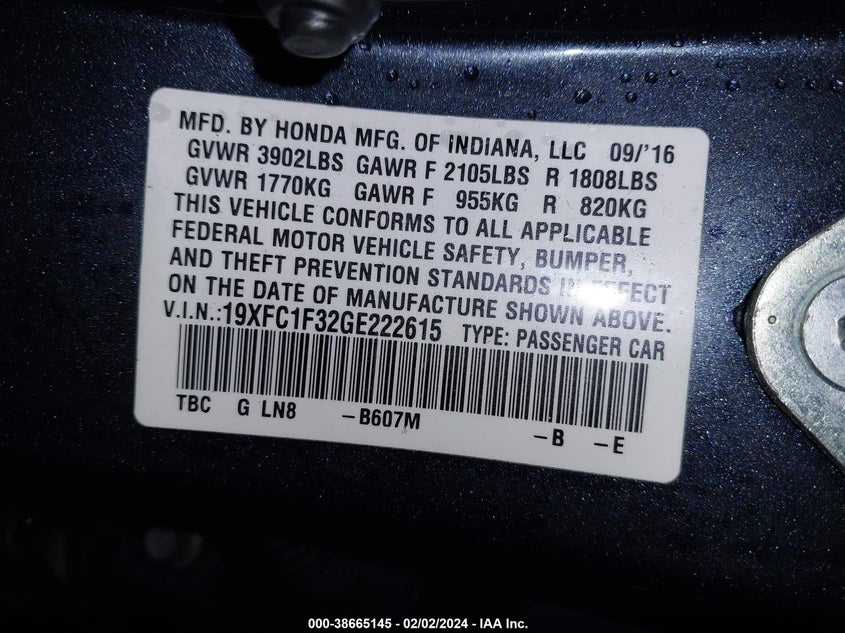 MFD. BY HONDA MFG. OF INDIANA, LLC 09/'16
GVWR 3902LBS GAWR F 2105LBS R 1808LBS
GVWR 1770KG GAWR F 955KG R 820KG
THIS VEHICLE CONFORMS TO ALL APPLICABLE
FEDERAL MOTOR VEHICLE SAFETY, BUMPER,
AND THEFT PREVENTION STANDARDS IN EFFECT
ON THE DATE OF MANUFACTURE SHOWN ABOVE.
V.I.N.:19XFC1F32GE222615 TYPE: PASSENGER CAR
TBC G LN8 -B607M -B -E
000-38665145 - 02/02/2024 - IAA Inc.